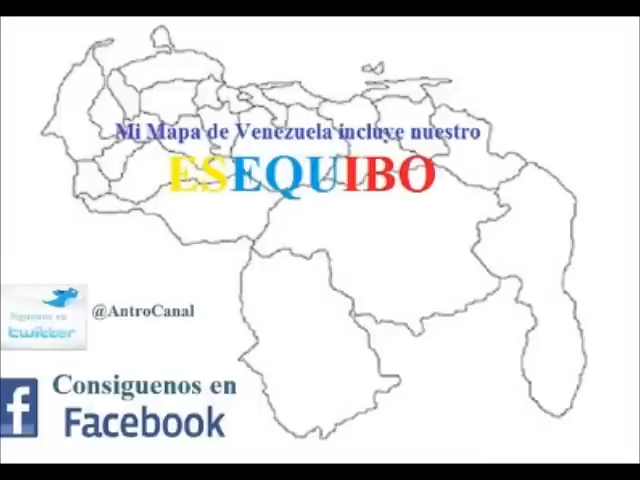 Mi Mapa de Venezuela incluye nuestro
ESEQUIBO
@AntroCanal
Siguenos en
twitter
Consiguenos en
Facebook